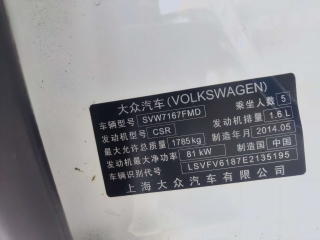 大众汽车(VOLKSWAGEN)
车辆型号 SVW7167FMD 乘坐人数 5
发动机型号 CSR 发动机排量 1.6 L
最大允许总质量 1785kg 制造年月 2014.05
发动机最大净功率 81 kW 制造国 中国
车辆识别代号 LSVFV6187E2135195
上海大众汽车有限公司